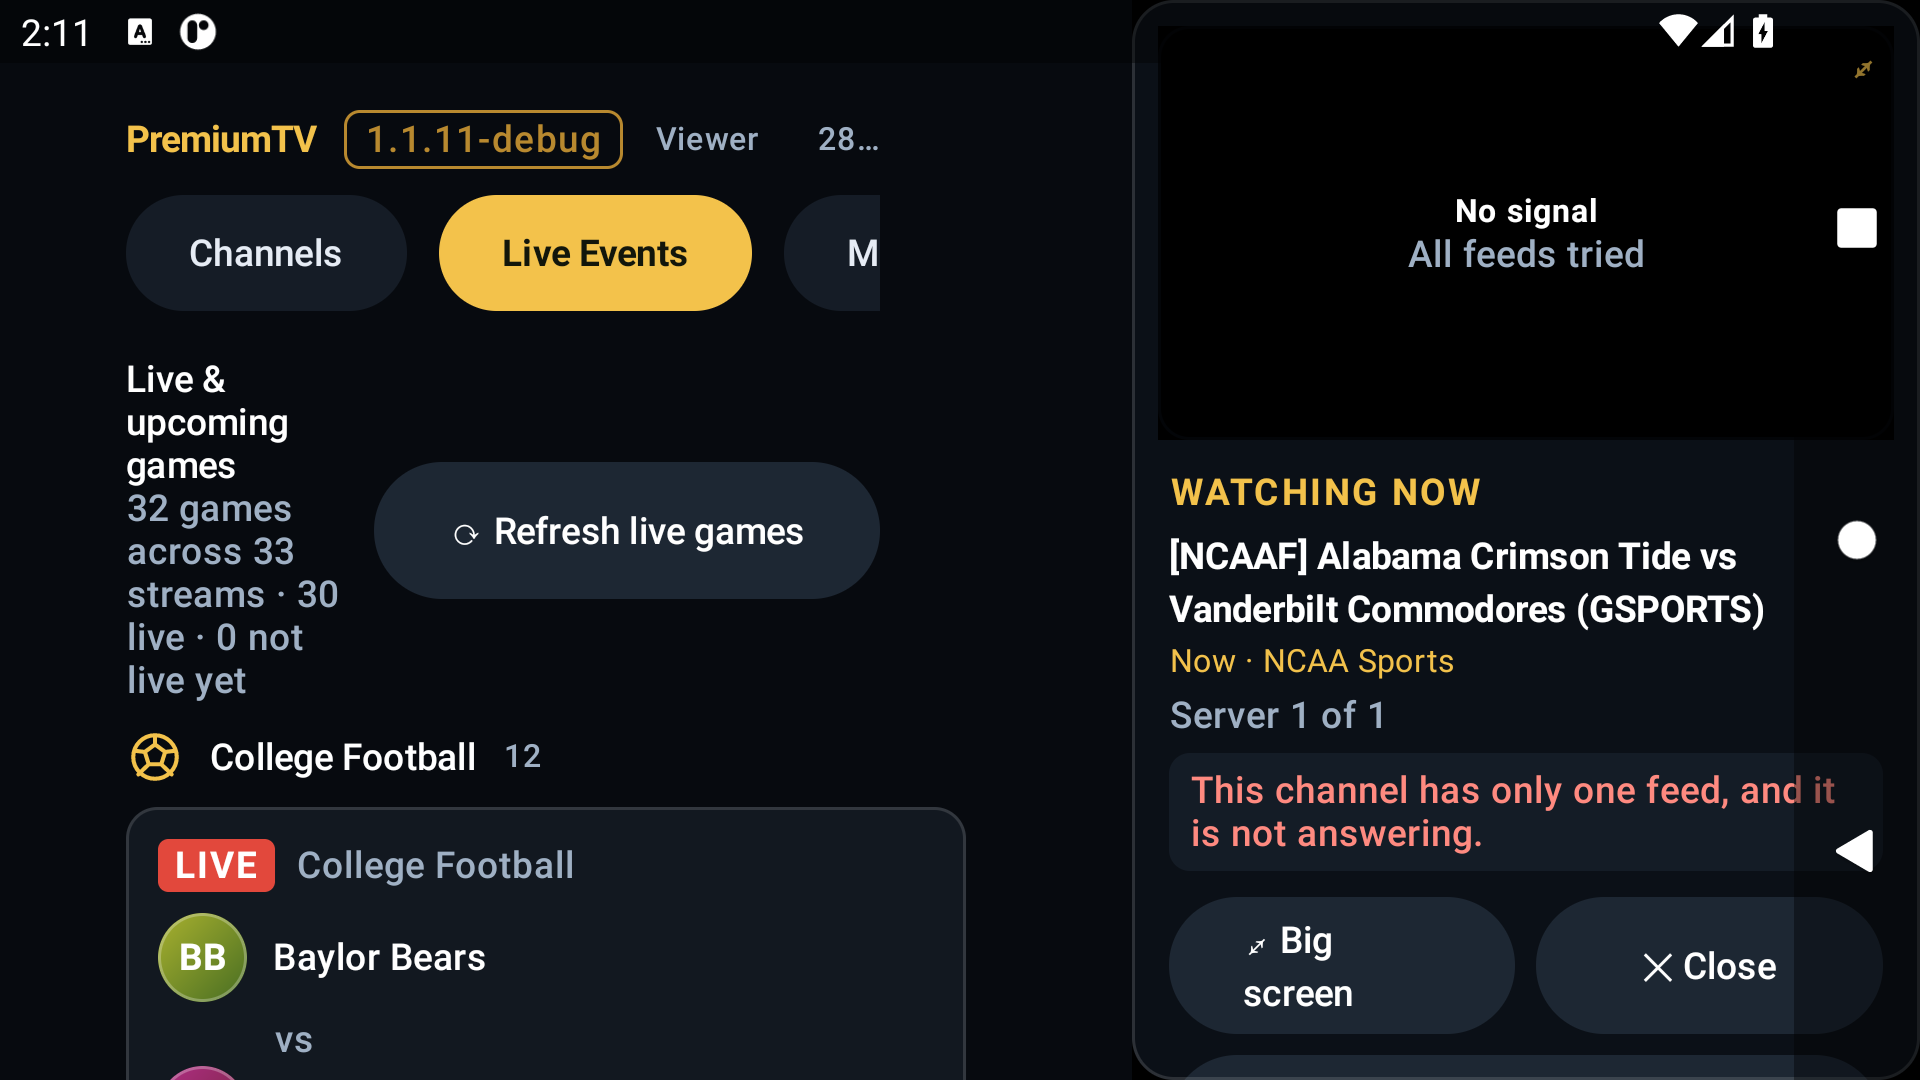 2:11
PremiumTV
1.1.11-debug
Viewer
28…
Channels
Live Events
M
Live &
upcoming
games
32 games
across 33
streams · 30
live · 0 not
live yet
Refresh live games
College Football 12
LIVE College Football
BB Baylor Bears
vs
No signal
All feeds tried
WATCHING NOW
[NCAAF] Alabama Crimson Tide vs
Vanderbilt Commodores (GSPORTS)
Now · NCAA Sports
Server 1 of 1
This channel has only one feed, and it
is not answering.
Big
screen
Close